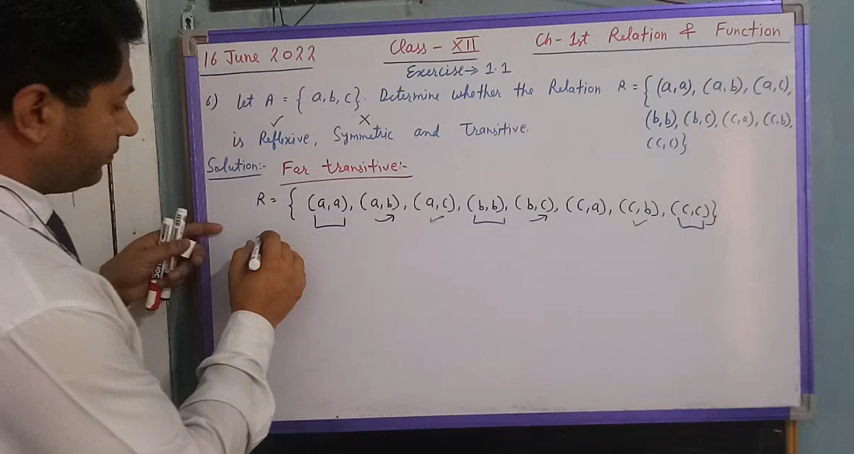 16 June 2022 Class - XII Ch - 1st Relation & Function
Exercise → 1.1
6) Let A = { a, b, c }. Determine whether the Relation R = { (a,a), (a,b), (a,c),
(b,b), (b,c), (c,a), (c,b),
(c,c)}
✓ ×
is Reflexive, Symmetric and Transitive.
Solution:- For transitive:-
R = { (a,a), (a,b), (a,c), (b,b), (b,c), (c,a), (c,b), (c,c)}